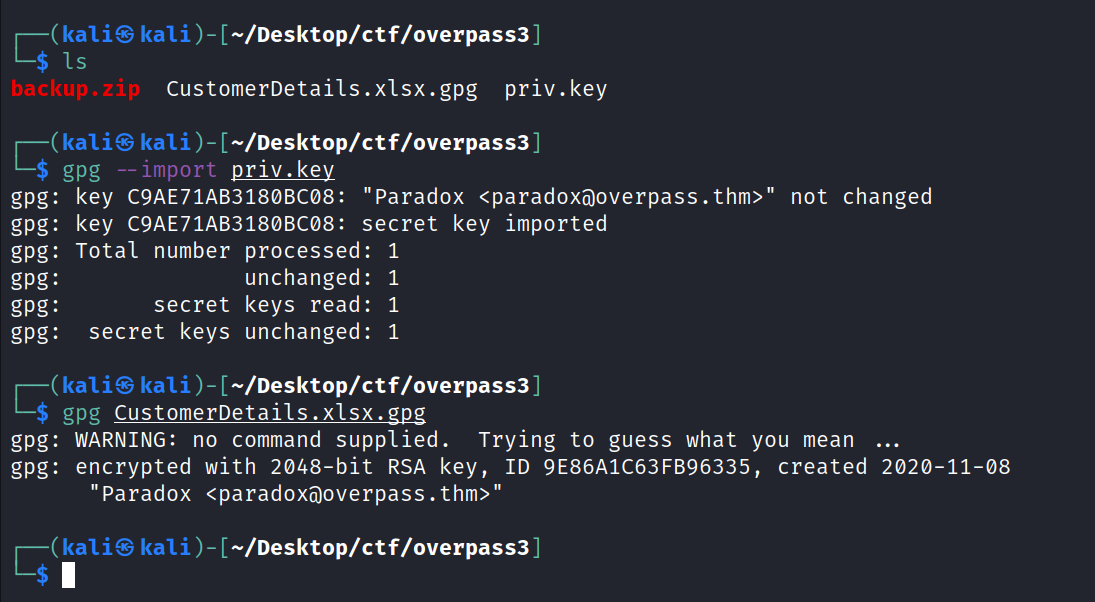 ┌──(kali㉿kali)-[~/Desktop/ctf/overpass3]
└─$ ls
backup.zip  CustomerDetails.xlsx.gpg  priv.key
┌──(kali㉿kali)-[~/Desktop/ctf/overpass3]
└─$ gpg --import priv.key
gpg: key C9AE71AB3180BC08: "Paradox <paradox@overpass.thm>" not changed
gpg: key C9AE71AB3180BC08: secret key imported
gpg: Total number processed: 1
gpg:              unchanged: 1
gpg:       secret keys read: 1
gpg:  secret keys unchanged: 1
┌──(kali㉿kali)-[~/Desktop/ctf/overpass3]
└─$ gpg CustomerDetails.xlsx.gpg
gpg: WARNING: no command supplied.  Trying to guess what you mean ...
gpg: encrypted with 2048-bit RSA key, ID 9E86A1C63FB96335, created 2020-11-08
      "Paradox <paradox@overpass.thm>"
┌──(kali㉿kali)-[~/Desktop/ctf/overpass3]
└─$